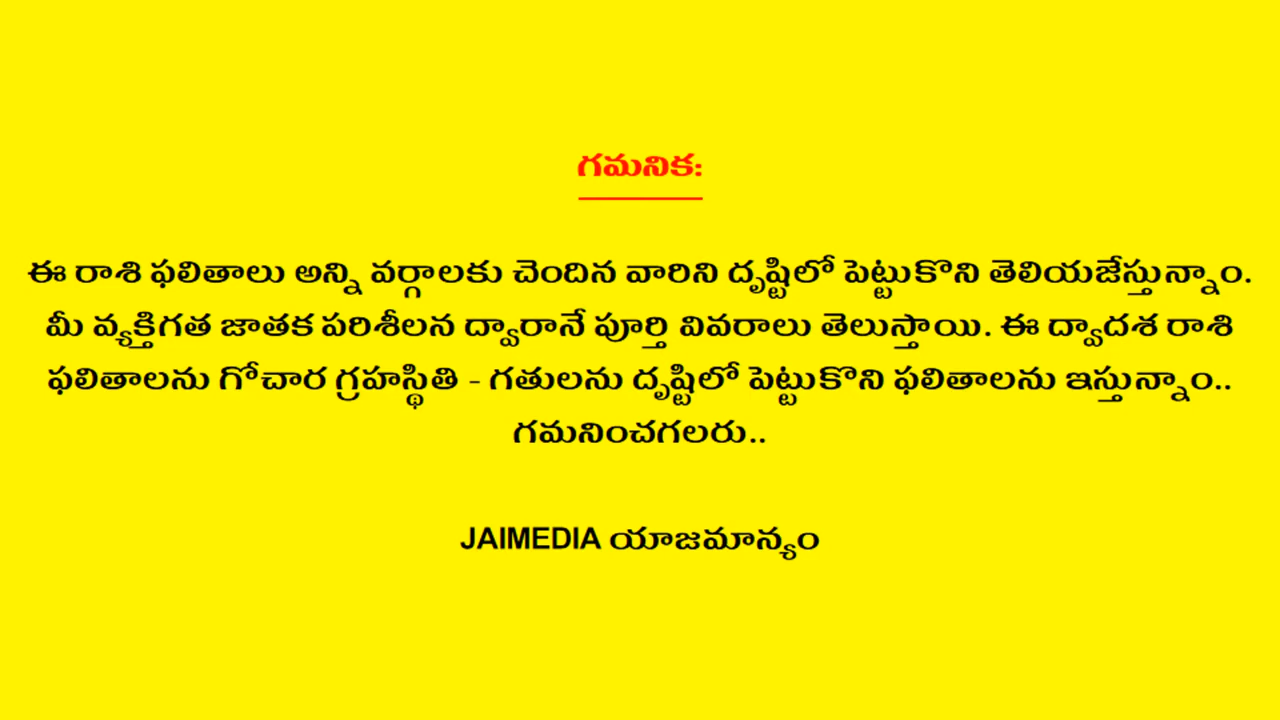 గమనిక:
ఈ రాశి ఫలితాలు అన్ని వర్గాలకు చెందిన వారిని దృష్టిలో పెట్టుకొని తెలియజేస్తున్నాం.
మీ వ్యక్తిగత జాతక పరిశీలన ద్వారానే పూర్తి వివరాలు తెలుస్తాయి. ఈ ద్వాదశ రాశి
ఫలితాలను గోచార గ్రహస్థితి - గతులను దృష్టిలో పెట్టుకొని ఫలితాలను ఇస్తున్నాం..
గమనించగలరు..
JAIMEDIA యాజమాన్యం